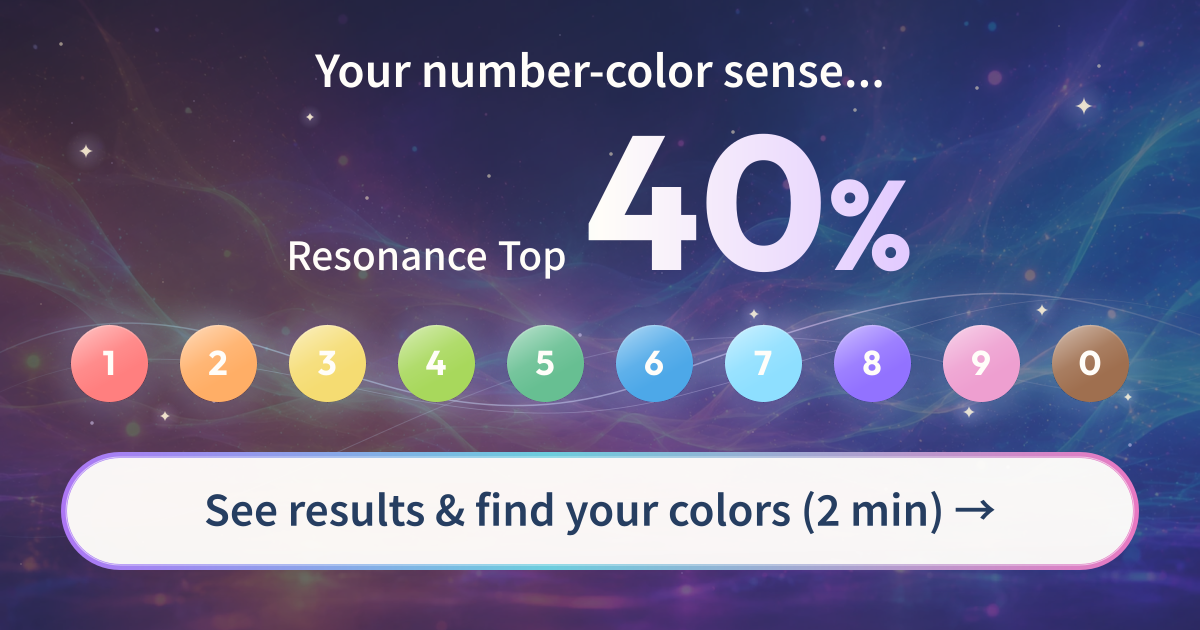 Your number-color sense...
Resonance Top 40%
1 2 3 4 5 6 7 8 9 0
See results & find your colors (2 min) →